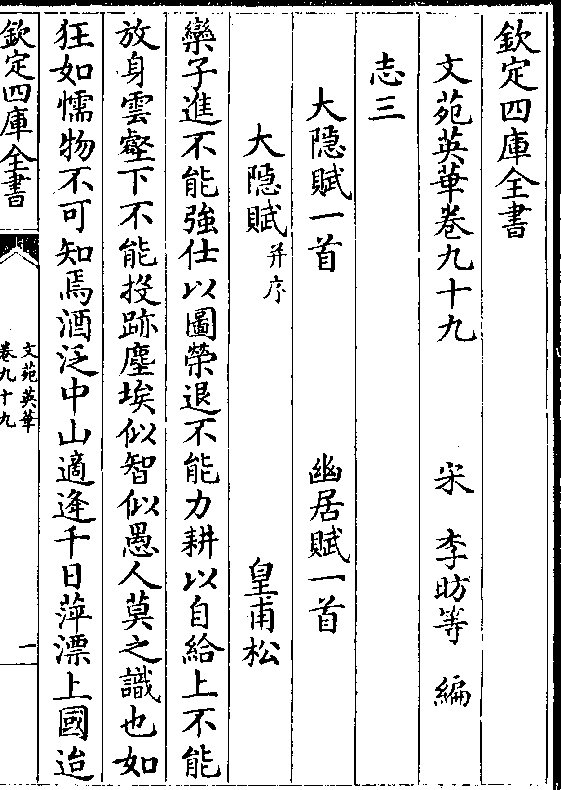 欽定四庫全書
文苑英華卷九十九　宋　李昉等　編
志三
大隐賦一首　幽居賦一首
大隐賦并序　皇甫松
欒子進不能強仕以圖榮退不能力耕以自給上不能
放身雲壑下不能投跡塵埃似智似愚人莫之識也如
狂如懦物不可知焉酒泛中山適逢千日萍漂上國迨
欽定四庫全書
文苑英華
卷九十九
一